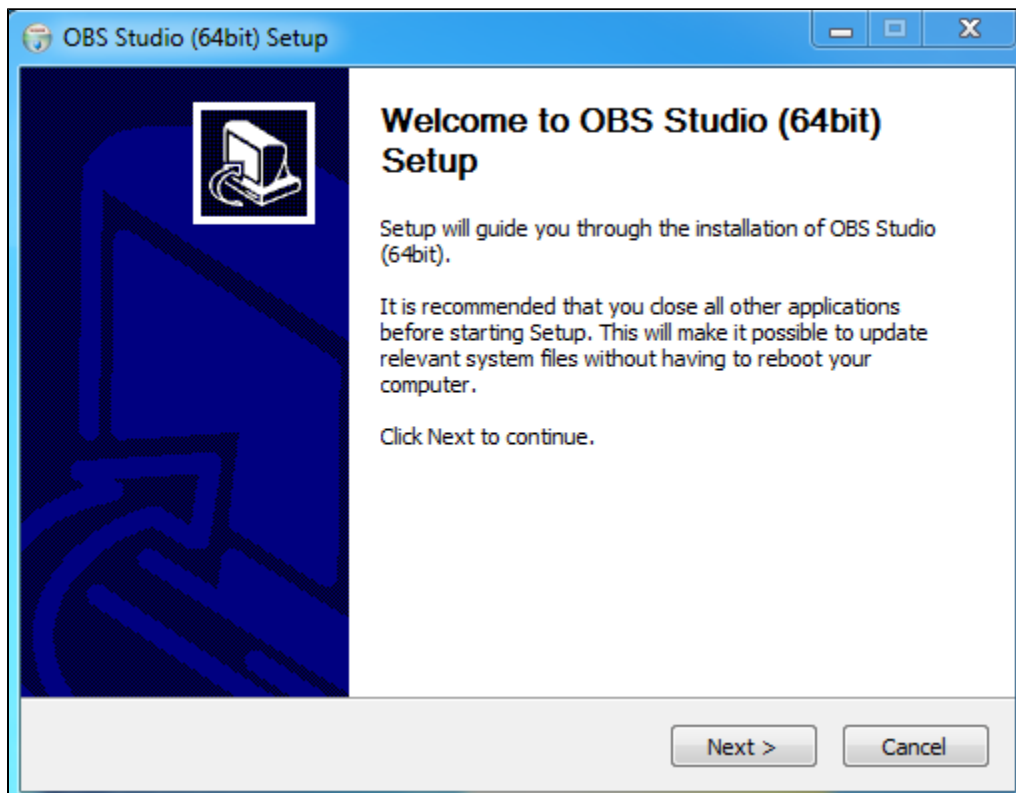 OBS Studio (64bit) Setup
Welcome to OBS Studio (64bit)
Setup
Setup will guide you through the installation of OBS Studio
(64bit).
It is recommended that you close all other applications
before starting Setup. This will make it possible to update
relevant system files without having to reboot your
computer.
Click Next to continue.
Next >
Cancel